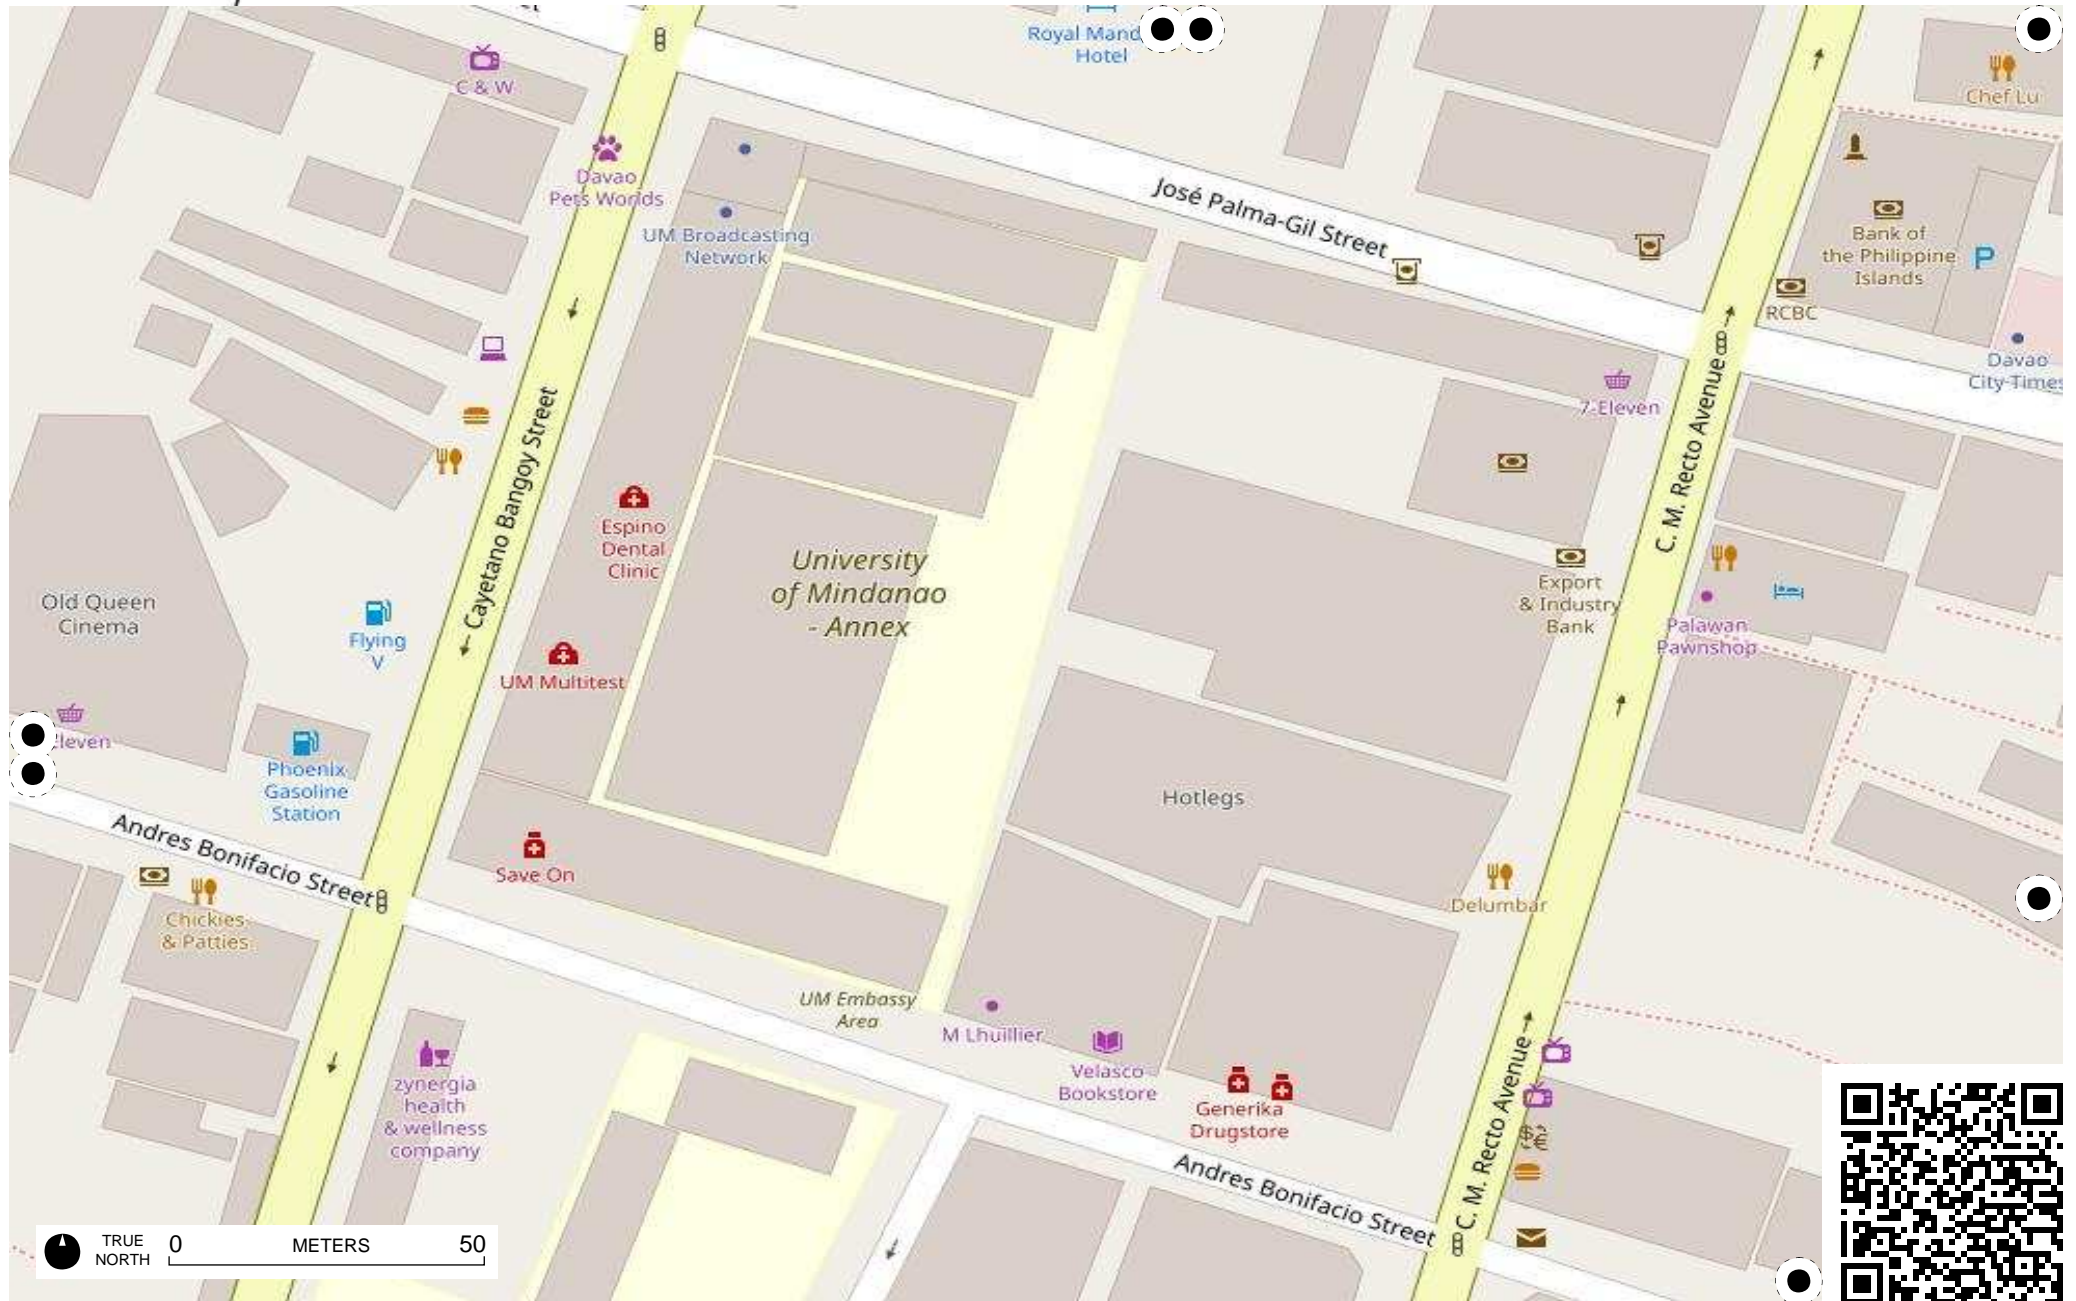 Royal Mand
Hotel
C & W
Chef Lu
Davao
Pets Worlds
José Palma-Gil Street
UM Broadcasting
Network
Bank of
the Philippine
Islands
P
RCBC
Davao
City Times
7-Eleven
C. M. Recto Avenue
Cayetano Bangoy Street
Espino
Dental
Clinic
University
of Mindanao
- Annex
Export
& Industry
Bank
Old Queen
Cinema
Flying
V
Palawan
Pawnshop
UM Multitest
leven
Phoenix
Gasoline
Station
Hotlegs
Andres Bonifacio Street
Save On
Delumbar
Chickies
& Patties
UM Embassy
Area
M Lhuillier
Velasco
Bookstore
zynergia
health
& wellness
company
Generika
Drugstore
C. M. Recto Avenue
Andres Bonifacio Street
TRUE
NORTH
0 METERS 50